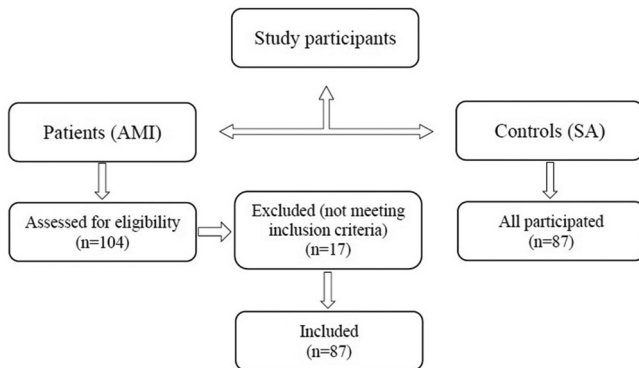 Study participants
Patients (AMI)
Controls (SA)
Assessed for eligibility
(n=104)
Excluded (not meeting
inclusion criteria)
(n=17)
All participated
(n=87)
Included
(n=87)